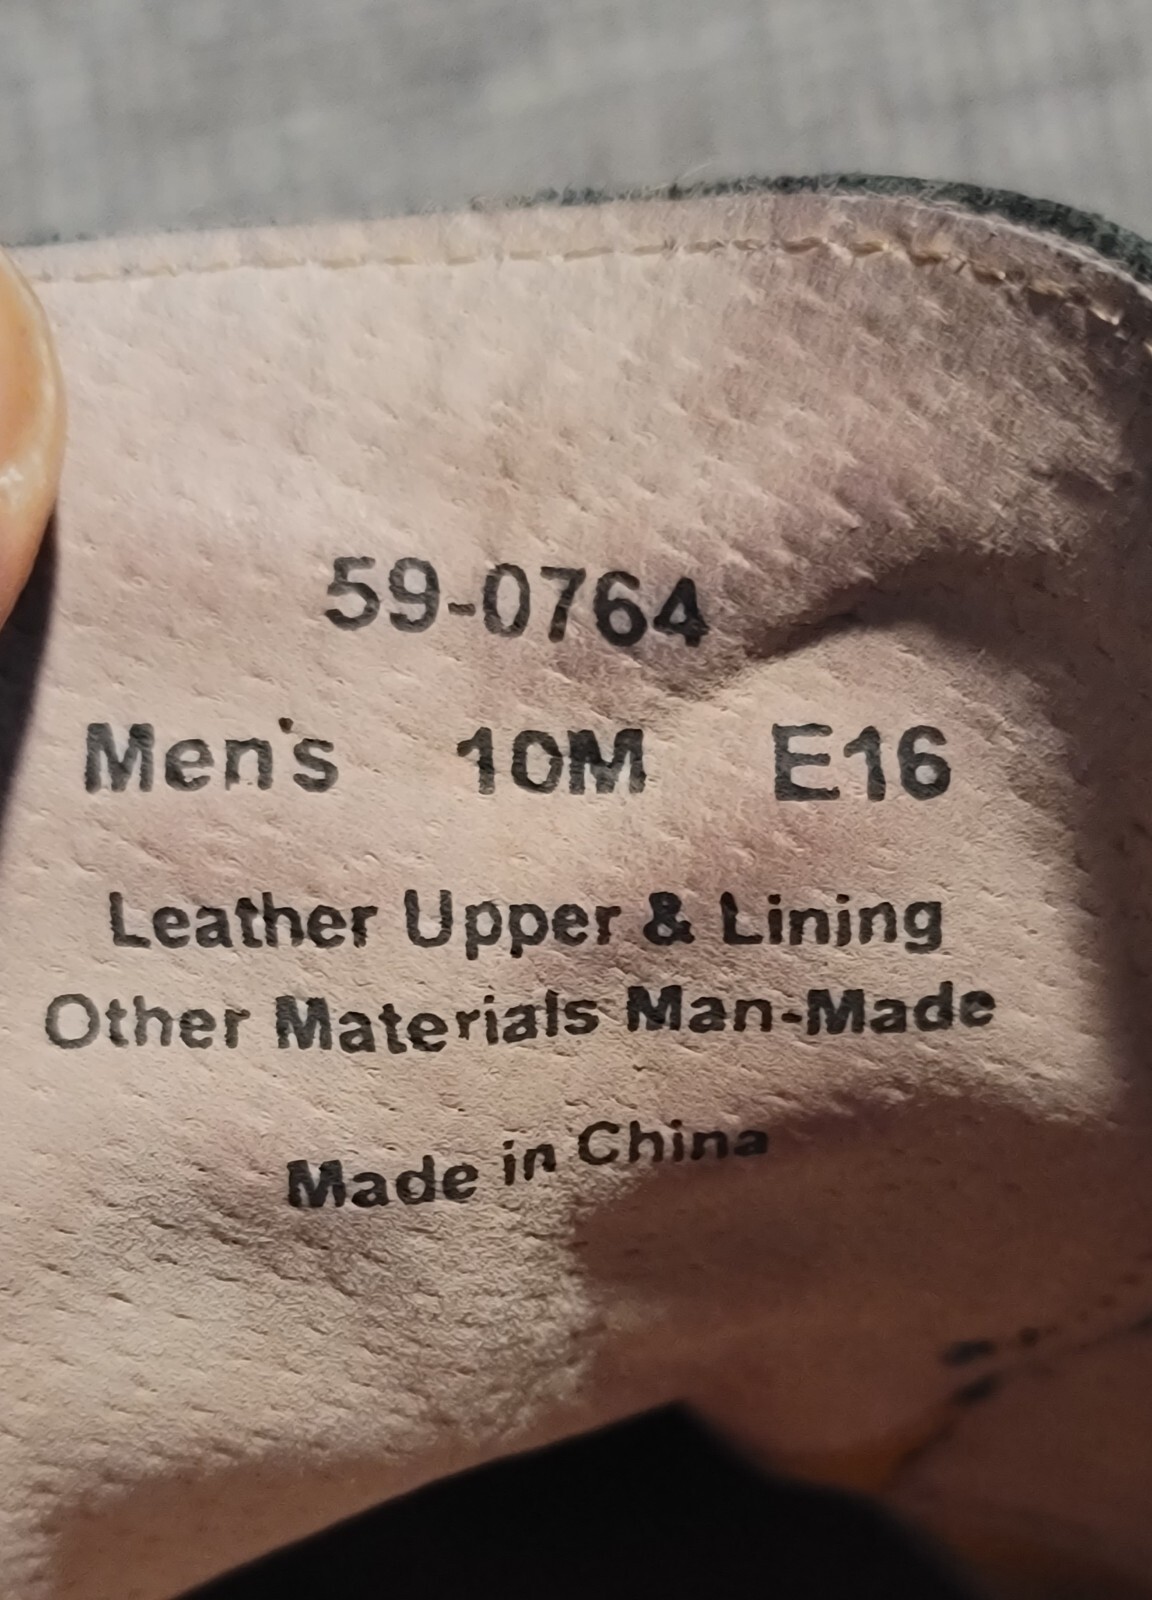 59-0764
Men's 10M E16
Leather Upper & Lining
Other Materials Man-Made
Made in China